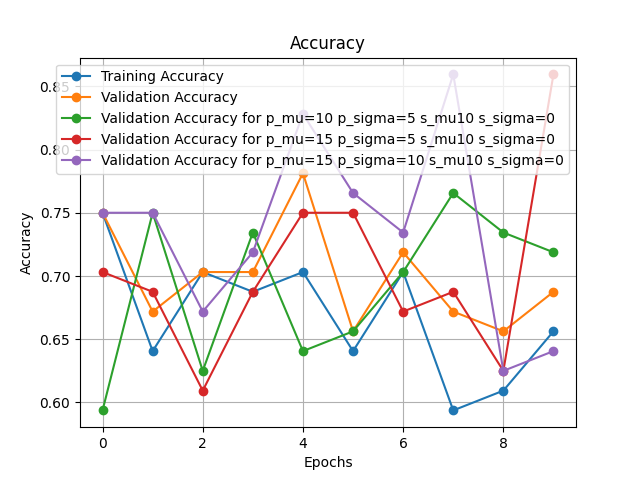 Accuracy
Training Accuracy
Validation Accuracy
Validation Accuracy for p_mu=10 p_sigma=5 s_mu10 s_sigma=0
Validation Accuracy for p_mu=15 p_sigma=5 s_mu10 s_sigma=0
Validation Accuracy for p_mu=15 p_sigma=10 s_mu10 s_sigma=0
0.85
0.80
0.75
0.70
0.65
0.60
Accuracy
0 2 4 6 8
Epochs